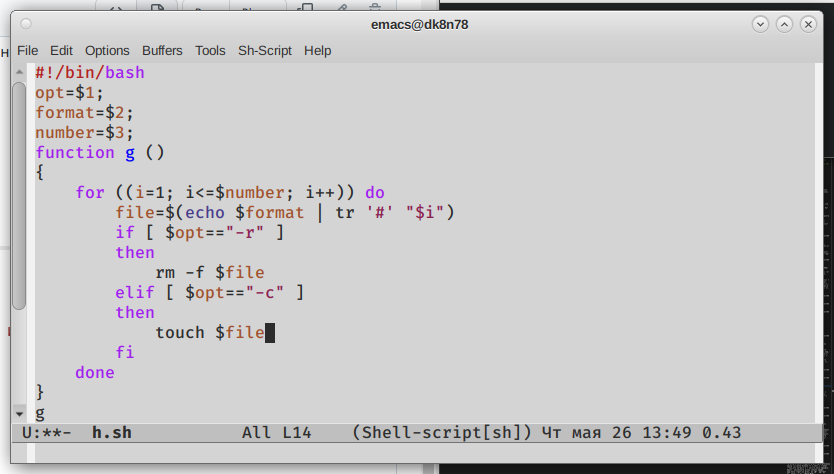 emacs@dk8n78
File Edit Options Buffers Tools Sh-Script Help
#!/bin/bash
opt=$1;
format=$2;
number=$3;
function g ()
{
    for ((i=1; i<=$number; i++)) do
        file=$(echo $format | tr '#' "$i")
        if [ $opt=="-r" ]
        then
            rm -f $file
        elif [ $opt=="-c" ]
        then
            touch $file
        fi
    done
}
g
U:**- h.sh All L14 (Shell-script[sh]) Чт мая 26 13:49 0.43